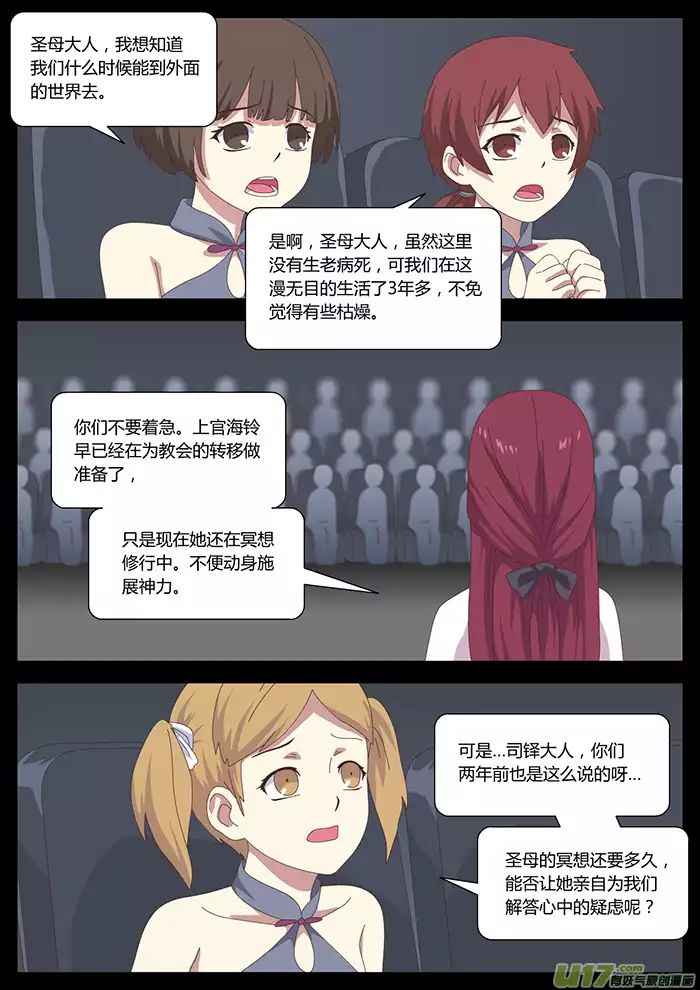 圣母大人，我想知道
我们什么时候能到外面
的世界去。
是啊，圣母大人，虽然这里
没有生老病死，可我们在这
漫无目的生活了3年多，不免
觉得有些枯燥。
你们不要着急。上官海铃
早已经在为教会的转移做
准备了，
只是现在她还在冥想
修行中。不便动身施
展神力。
可是...司铎大人，你们
两年前也是这么说的呀...
圣母的冥想还要多久，
能否让她亲自为我们
解答心中的疑虑呢？
U17.com
有妖气原创漫画